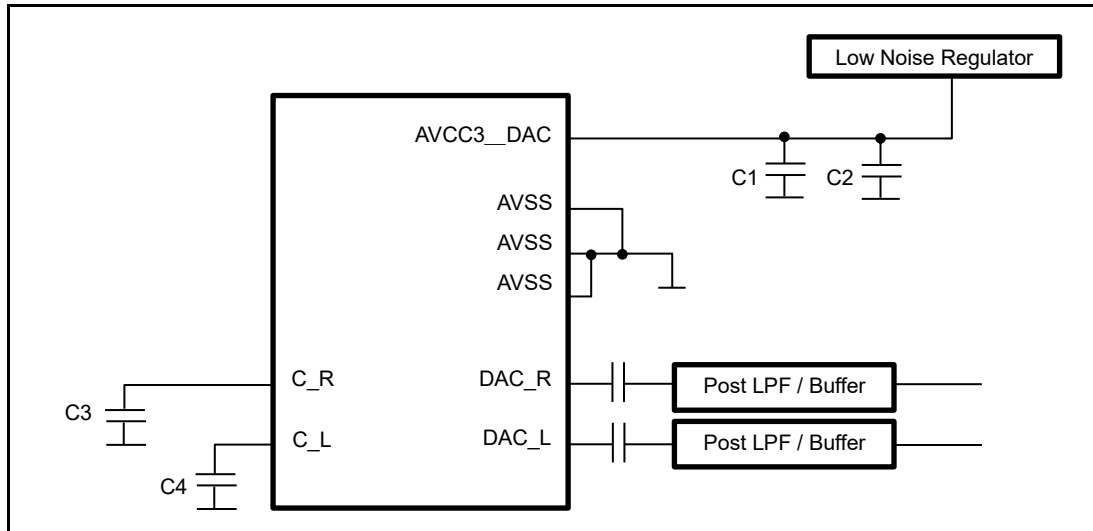 Low Noise Regulator
AVCC3__DAC
C1
C2
AVSS
AVSS
AVSS
C_R
DAC_R
Post LPF / Buffer
C3
C_L
DAC_L
Post LPF / Buffer
C4